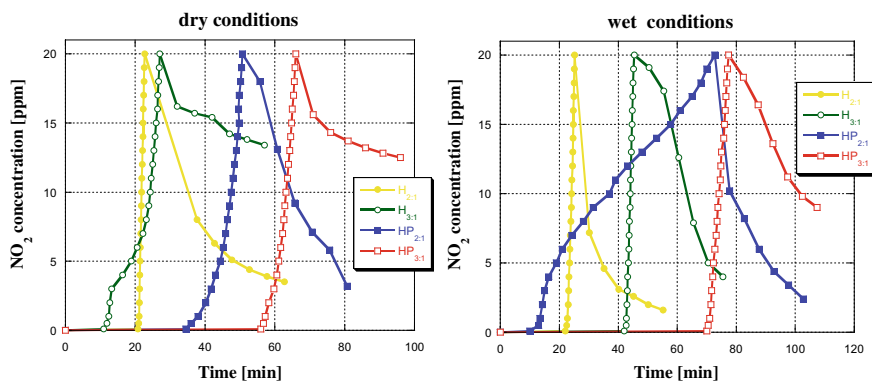 dry conditions
NO2 concentration [ppm]
20
15
10
5
0
0 20 40 60 80 100
Time [min]
H2:1
H3:1
HP2:1
HP3:1
wet conditions
NO2 concentration [ppm]
20
15
10
5
0
0 20 40 60 80 100 120
Time [min]
H2:1
H3:1
HP2:1
HP3:1